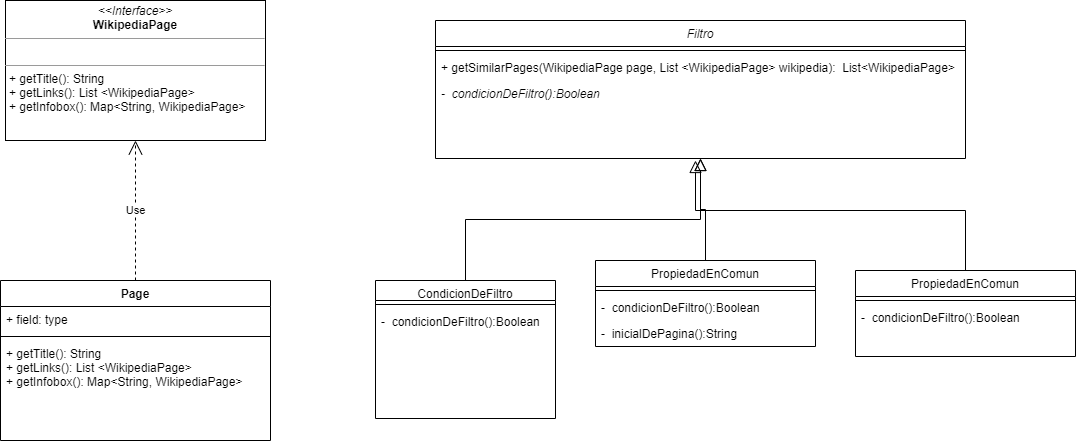 <<Interface>>
WikipediaPage
+ getTitle(): String
+ getLinks(): List <WikipediaPage>
+ getInfobox(): Map<String, WikipediaPage>
Use
Page
+ field: type
+ getTitle(): String
+ getLinks(): List <WikipediaPage>
+ getInfobox(): Map<String, WikipediaPage>
Filtro
+ getSimilarPages(WikipediaPage page, List <WikipediaPage> wikipedia): List<WikipediaPage>
- condicionDeFiltro():Boolean
CondicionDeFiltro
- condicionDeFiltro():Boolean
PropiedadEnComun
- condicionDeFiltro():Boolean
- inicialDePagina():String
PropiedadEnComun
- condicionDeFiltro():Boolean